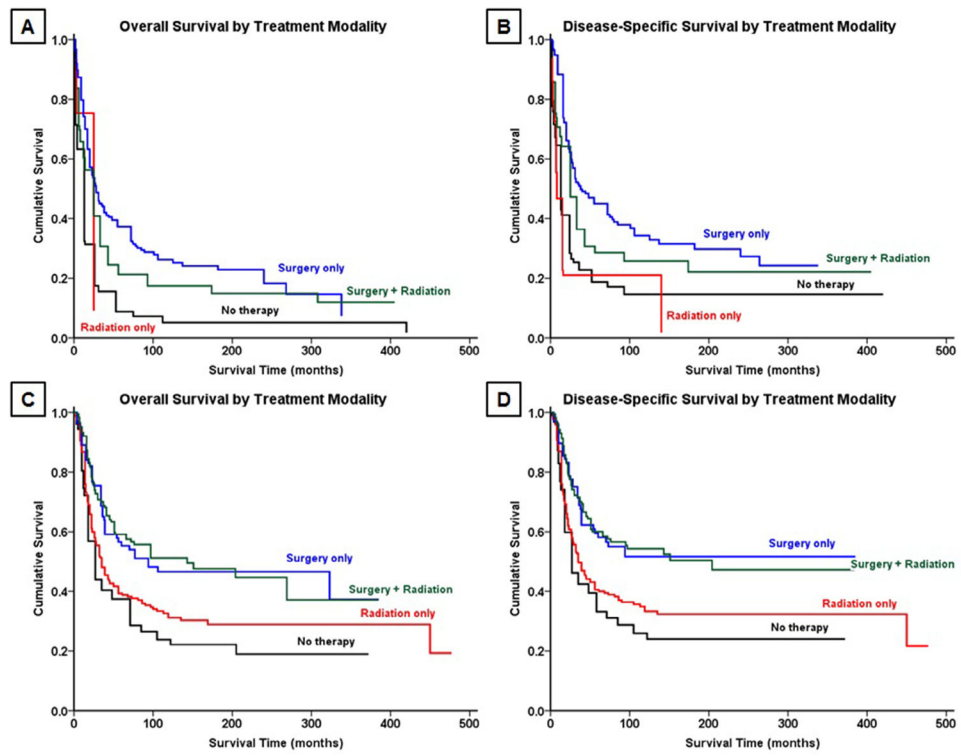 A
Overall Survival by Treatment Modality
1.0
0.8
0.6
0.4
0.2
0.0
Cumulative Survival
Surgery only
Surgery + Radiation
No therapy
Radiation only
0 100 200 300 400 500
Survival Time (months)
B
Disease-Specific Survival by Treatment Modality
1.0
0.8
0.6
0.4
0.2
0.0
Cumulative Survival
Surgery only
Surgery + Radiation
No therapy
Radiation only
0 100 200 300 400 500
Survival Time (months)
C
Overall Survival by Treatment Modality
1.0
0.8
0.6
0.4
0.2
0.0
Cumulative Survival
Surgery only
Surgery + Radiation
Radiation only
No therapy
0 100 200 300 400 500
Survival Time (months)
D
Disease-Specific Survival by Treatment Modality
1.0
0.8
0.6
0.4
0.2
0.0
Cumulative Survival
Surgery only
Surgery + Radiation
Radiation only
No therapy
0 100 200 300 400 500
Survival Time (months)